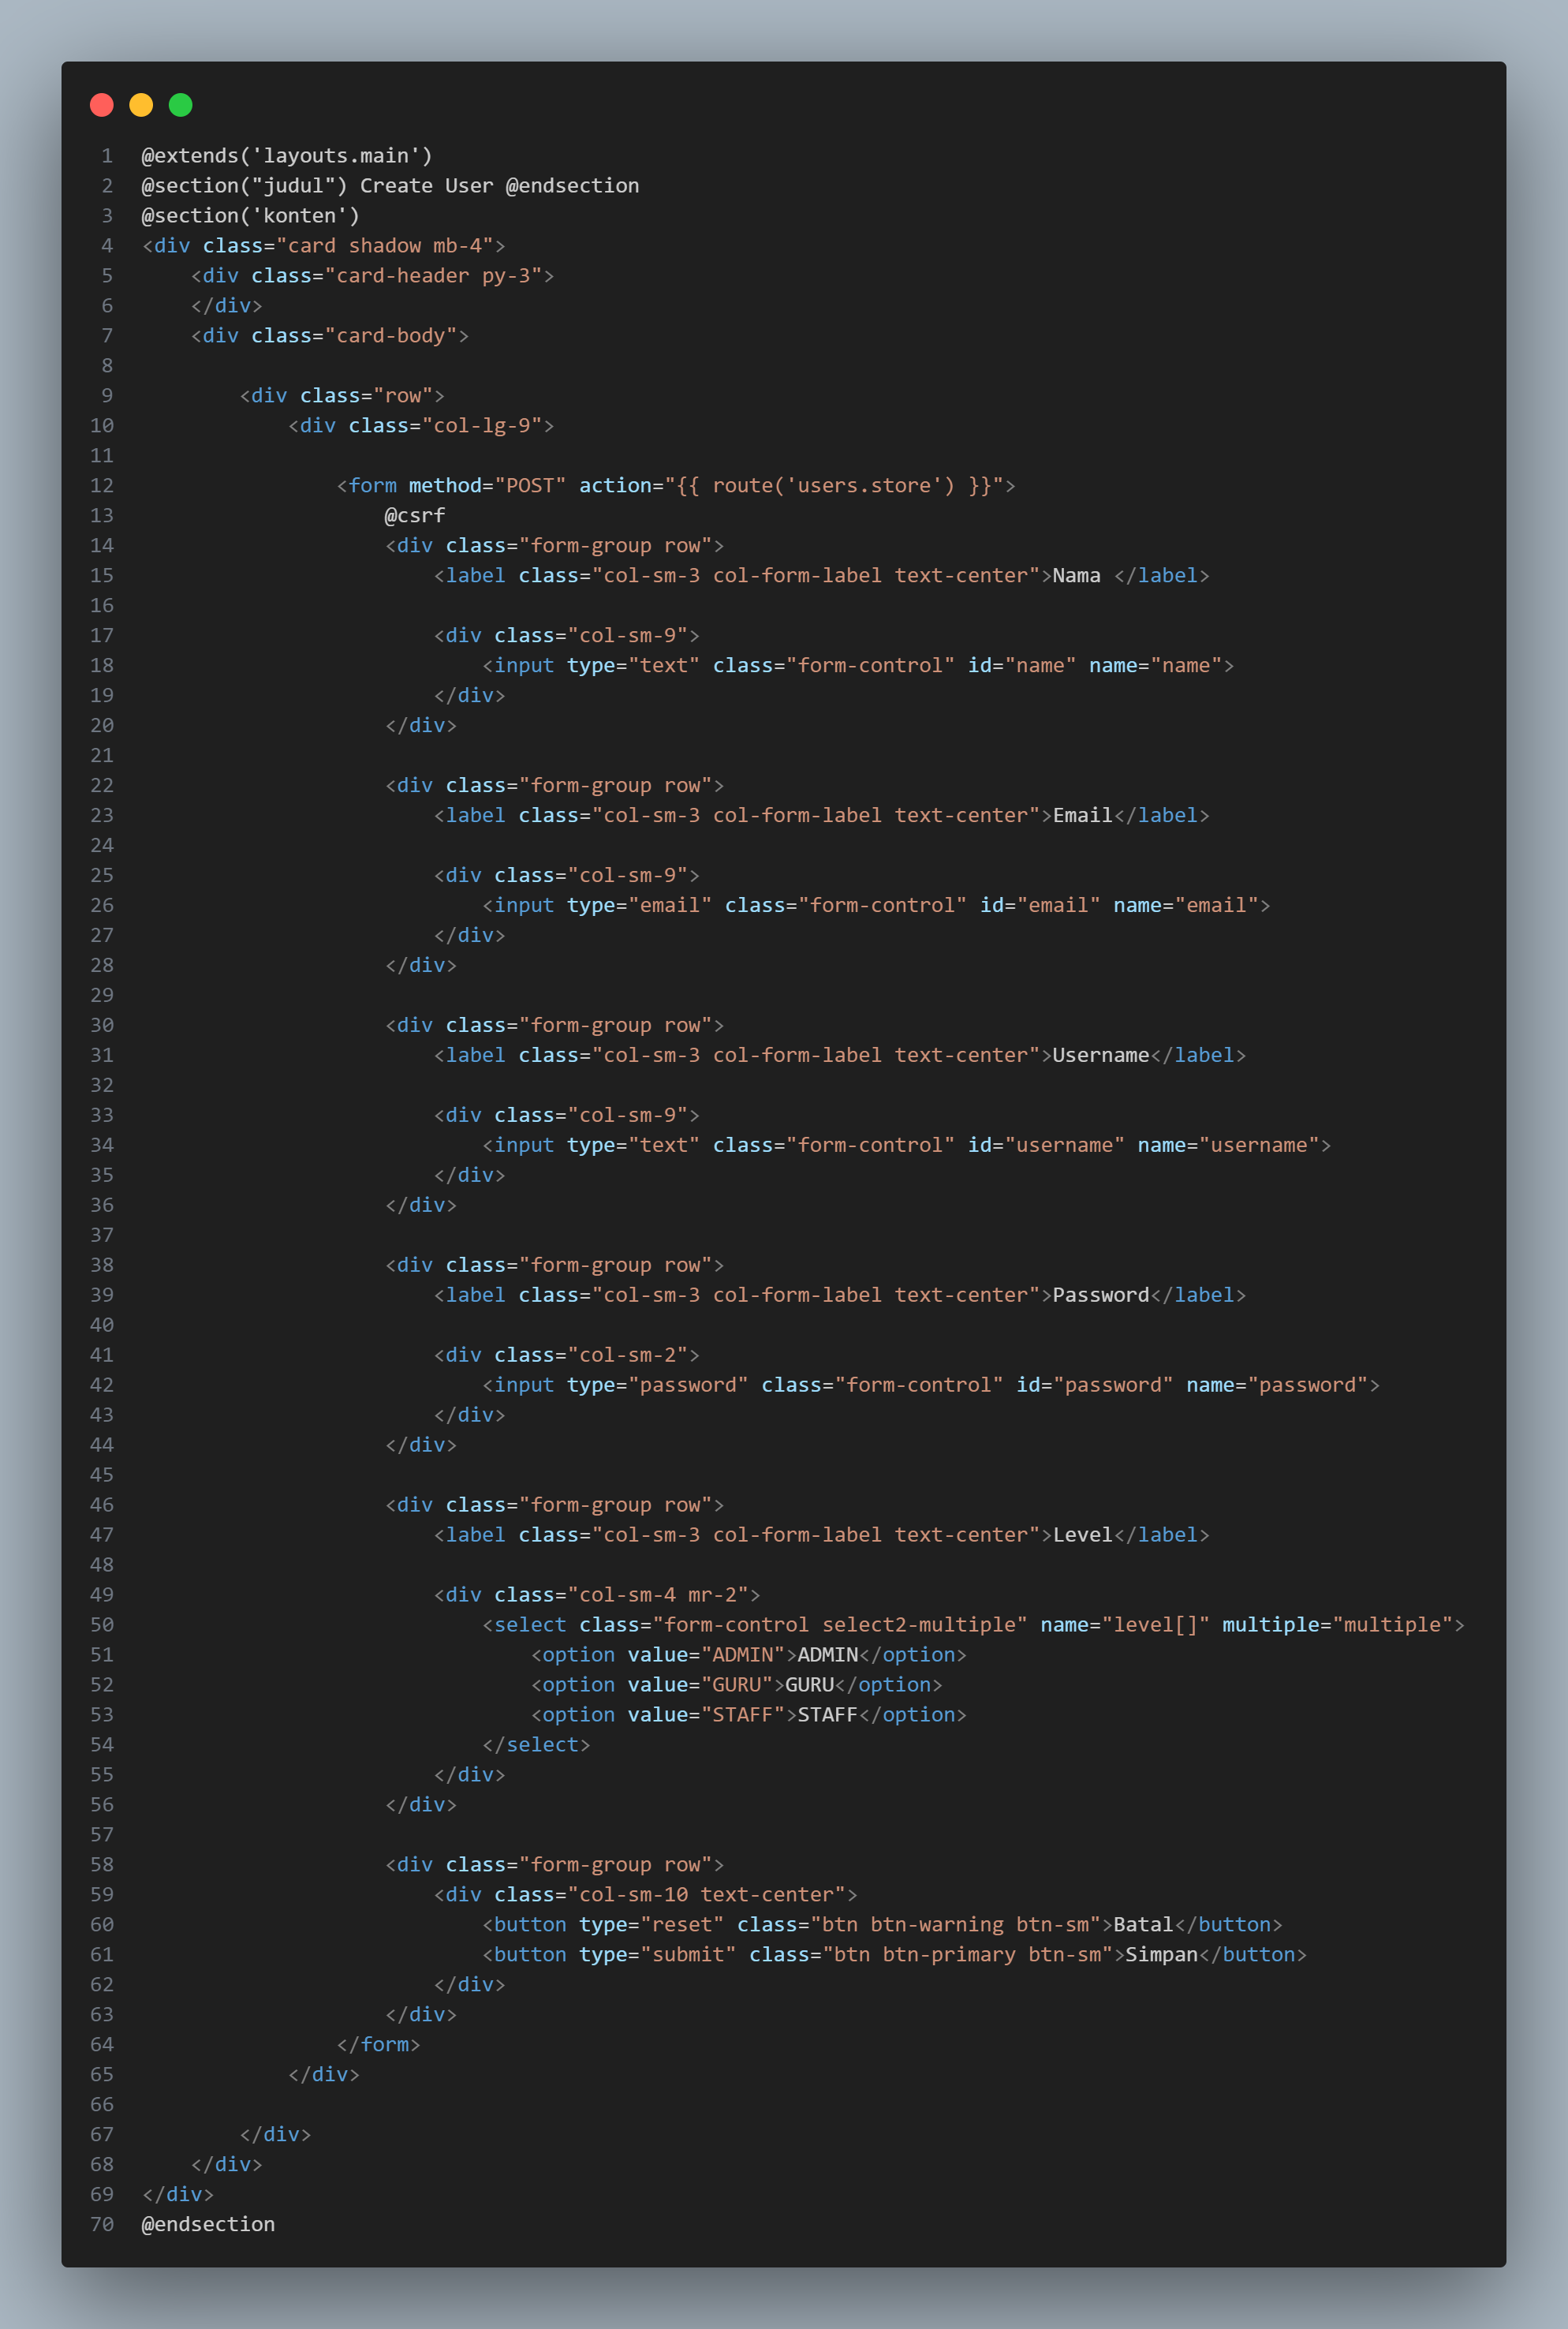 1 @extends('layouts.main')
2 @section("judul") Create User @endsection
3 @section('konten')
4 <div class="card shadow mb-4">
5     <div class="card-header py-3">
6     </div>
7     <div class="card-body">
8
9         <div class="row">
10             <div class="col-lg-9">
11
12                 <form method="POST" action="{{ route('users.store') }}">
13                     @csrf
14                     <div class="form-group row">
15                         <label class="col-sm-3 col-form-label text-center">Nama </label>
16
17                         <div class="col-sm-9">
18                             <input type="text" class="form-control" id="name" name="name">
19                         </div>
20                     </div>
21
22                     <div class="form-group row">
23                         <label class="col-sm-3 col-form-label text-center">Email</label>
24
25                         <div class="col-sm-9">
26                             <input type="email" class="form-control" id="email" name="email">
27                         </div>
28                     </div>
29
30                     <div class="form-group row">
31                         <label class="col-sm-3 col-form-label text-center">Username</label>
32
33                         <div class="col-sm-9">
34                             <input type="text" class="form-control" id="username" name="username">
35                         </div>
36                     </div>
37
38                     <div class="form-group row">
39                         <label class="col-sm-3 col-form-label text-center">Password</label>
40
41                         <div class="col-sm-2">
42                             <input type="password" class="form-control" id="password" name="password">
43                         </div>
44                     </div>
45
46                     <div class="form-group row">
47                         <label class="col-sm-3 col-form-label text-center">Level</label>
48
49                         <div class="col-sm-4 mr-2">
50                             <select class="form-control select2-multiple" name="level[]" multiple="multiple">
51                                 <option value="ADMIN">ADMIN</option>
52                                 <option value="GURU">GURU</option>
53                                 <option value="STAFF">STAFF</option>
54                             </select>
55                         </div>
56                     </div>
57
58                     <div class="form-group row">
59                         <div class="col-sm-10 text-center">
60                             <button type="reset" class="btn btn-warning btn-sm">Batal</button>
61                             <button type="submit" class="btn btn-primary btn-sm">Simpan</button>
62                         </div>
63                     </div>
64                 </form>
65             </div>
66
67         </div>
68     </div>
69 </div>
70 @endsection